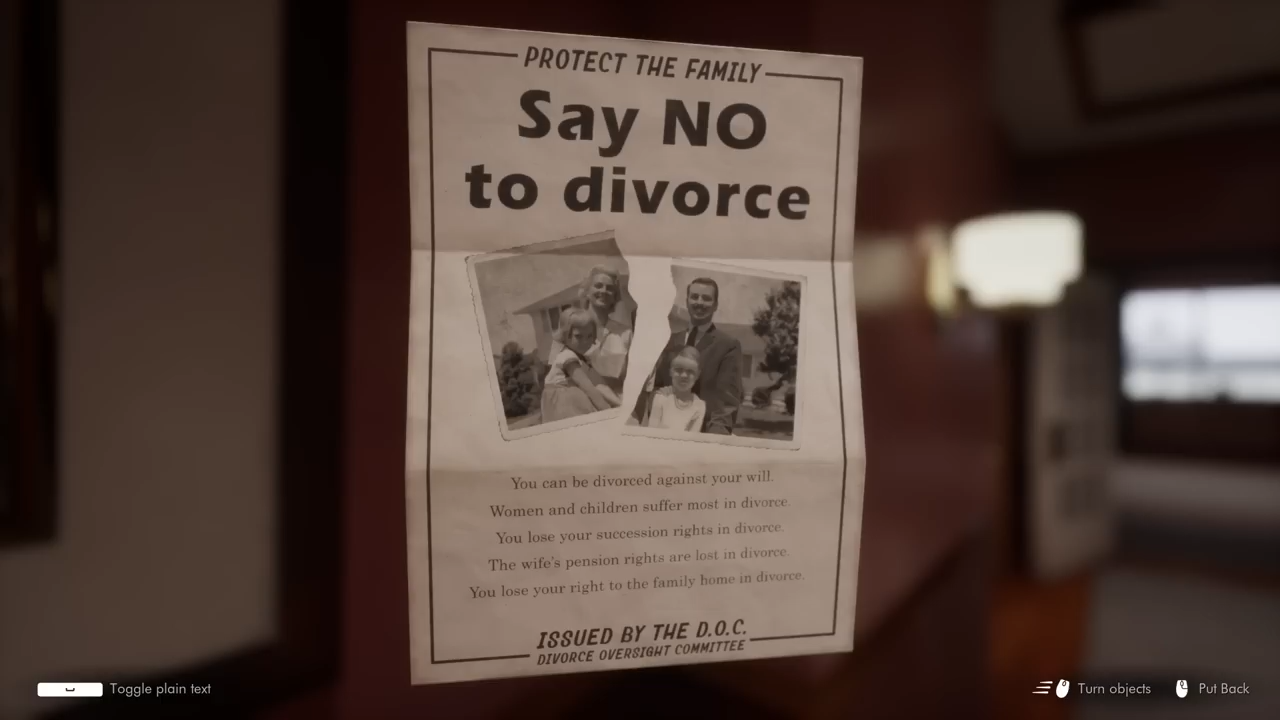 PROTECT THE FAMILY
Say NO
to divorce
You can be divorced against your will.
Women and children suffer most in divorce.
You lose your succession rights in divorce.
The wife's pension rights are lost in divorce.
You lose your right to the family home in divorce.
ISSUED BY THE D.O.C.
DIVORCE OVERSIGHT COMMITTEE
Toggle plain text
Turn objects
Put Back